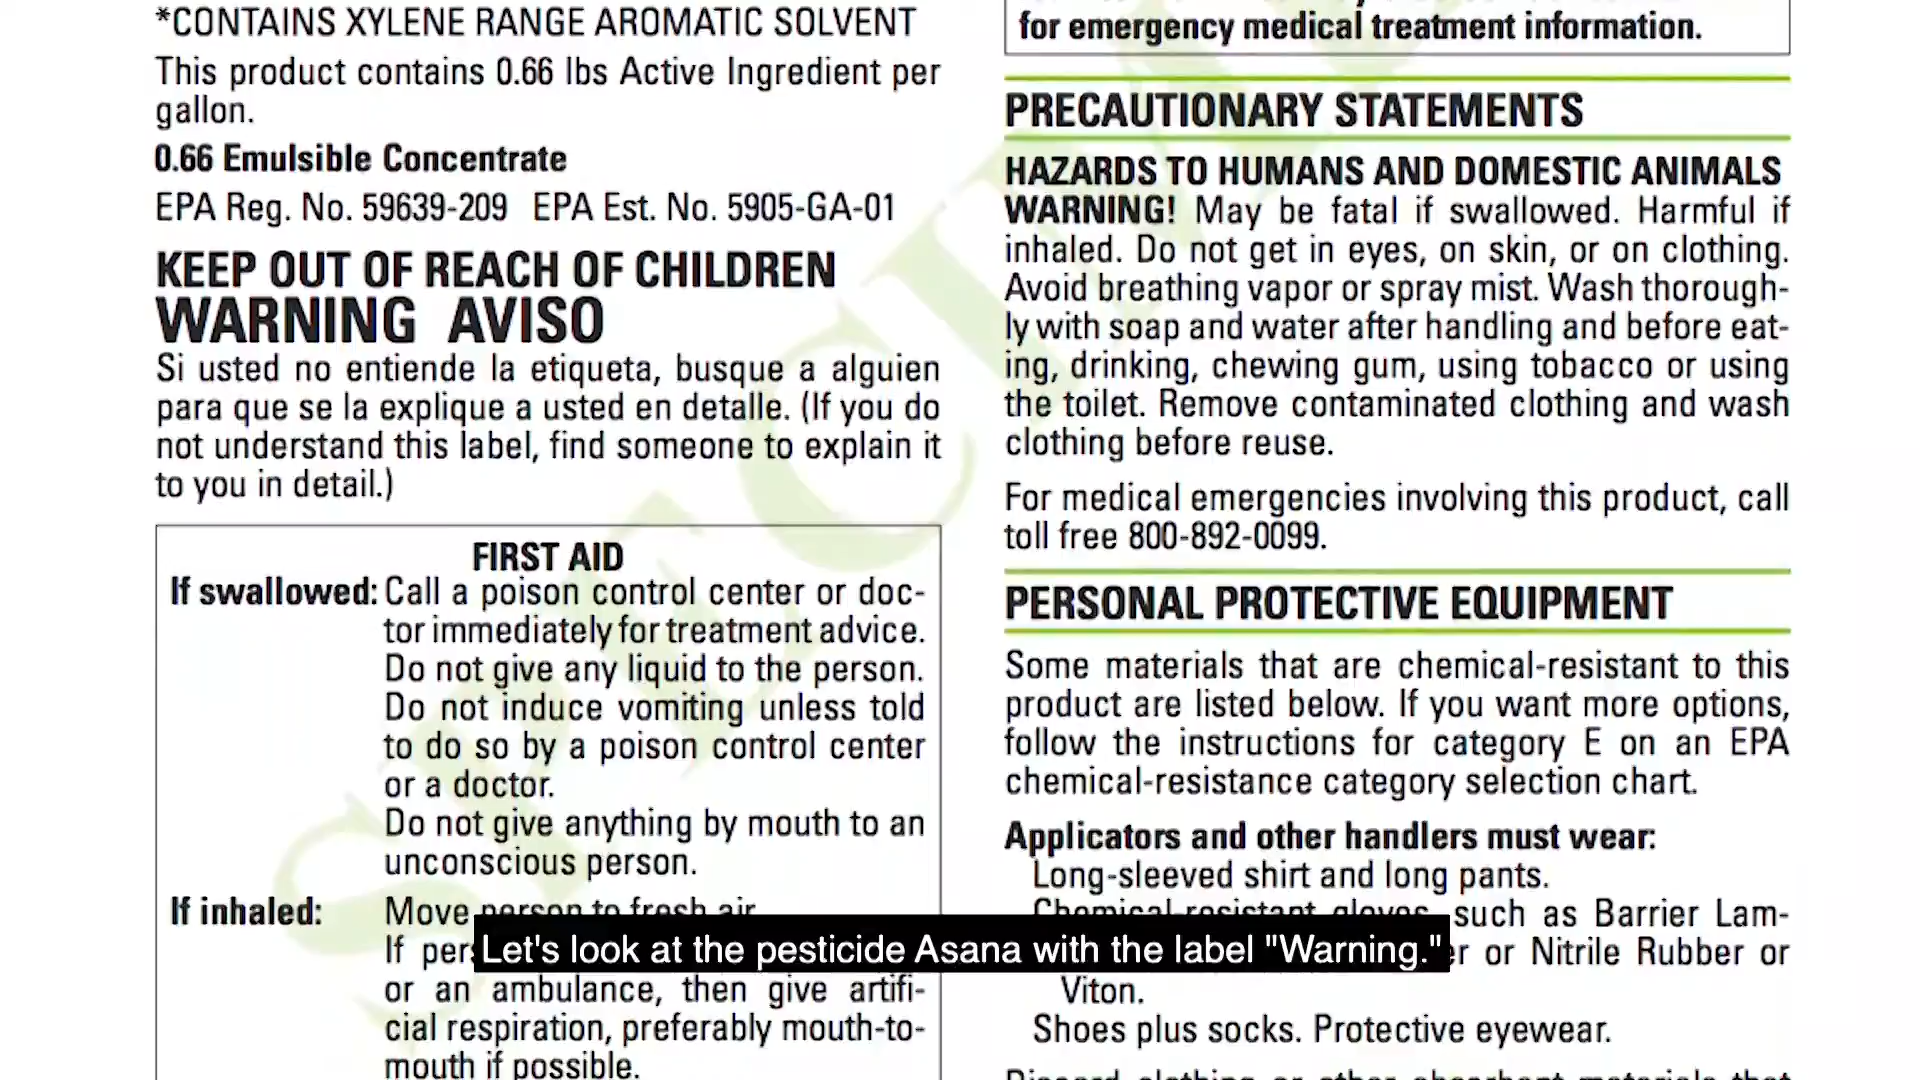 *CONTAINS XYLENE RANGE AROMATIC SOLVENT
This product contains 0.66 lbs Active Ingredient per
gallon.
0.66 Emulsible Concentrate
EPA Reg. No. 59639-209 EPA Est. No. 5905-GA-01
KEEP OUT OF REACH OF CHILDREN
WARNING AVISO
Si usted no entiende la etiqueta, busque a alguien
para que se la explique a usted en detalle. (If you do
not understand this label, find someone to explain it
to you in detail.)
FIRST AID
If swallowed: Call a poison control center or doc-
tor immediately for treatment advice.
Do not give any liquid to the person.
Do not induce vomiting unless told
to do so by a poison control center
or a doctor.
Do not give anything by mouth to an
unconscious person.
If inhaled: Move person to fresh air
If
or an ambulance, then give artifi-
cial respiration, preferably mouth-to-
mouth if possible.
for emergency medical treatment information.
PRECAUTIONARY STATEMENTS
HAZARDS TO HUMANS AND DOMESTIC ANIMALS
WARNING! May be fatal if swallowed. Harmful if
inhaled. Do not get in eyes, on skin, or on clothing.
Avoid breathing vapor or spray mist. Wash thorough-
ly with soap and water after handling and before eat-
ing, drinking, chewing gum, using tobacco or using
the toilet. Remove contaminated clothing and wash
clothing before reuse.
For medical emergencies involving this product, call
toll free 800-892-0099.
PERSONAL PROTECTIVE EQUIPMENT
Some materials that are chemical-resistant to this
product are listed below. If you want more options,
follow the instructions for category E on an EPA
chemical-resistance category selection chart.
Applicators and other handlers must wear:
Long-sleeved shirt and long pants.
Chemical-resistant gloves, such as Barrier Lam-
or Nitrile Rubber or
Viton.
Shoes plus socks. Protective eyewear.
Let's look at the pesticide Asana with the label "Warning."